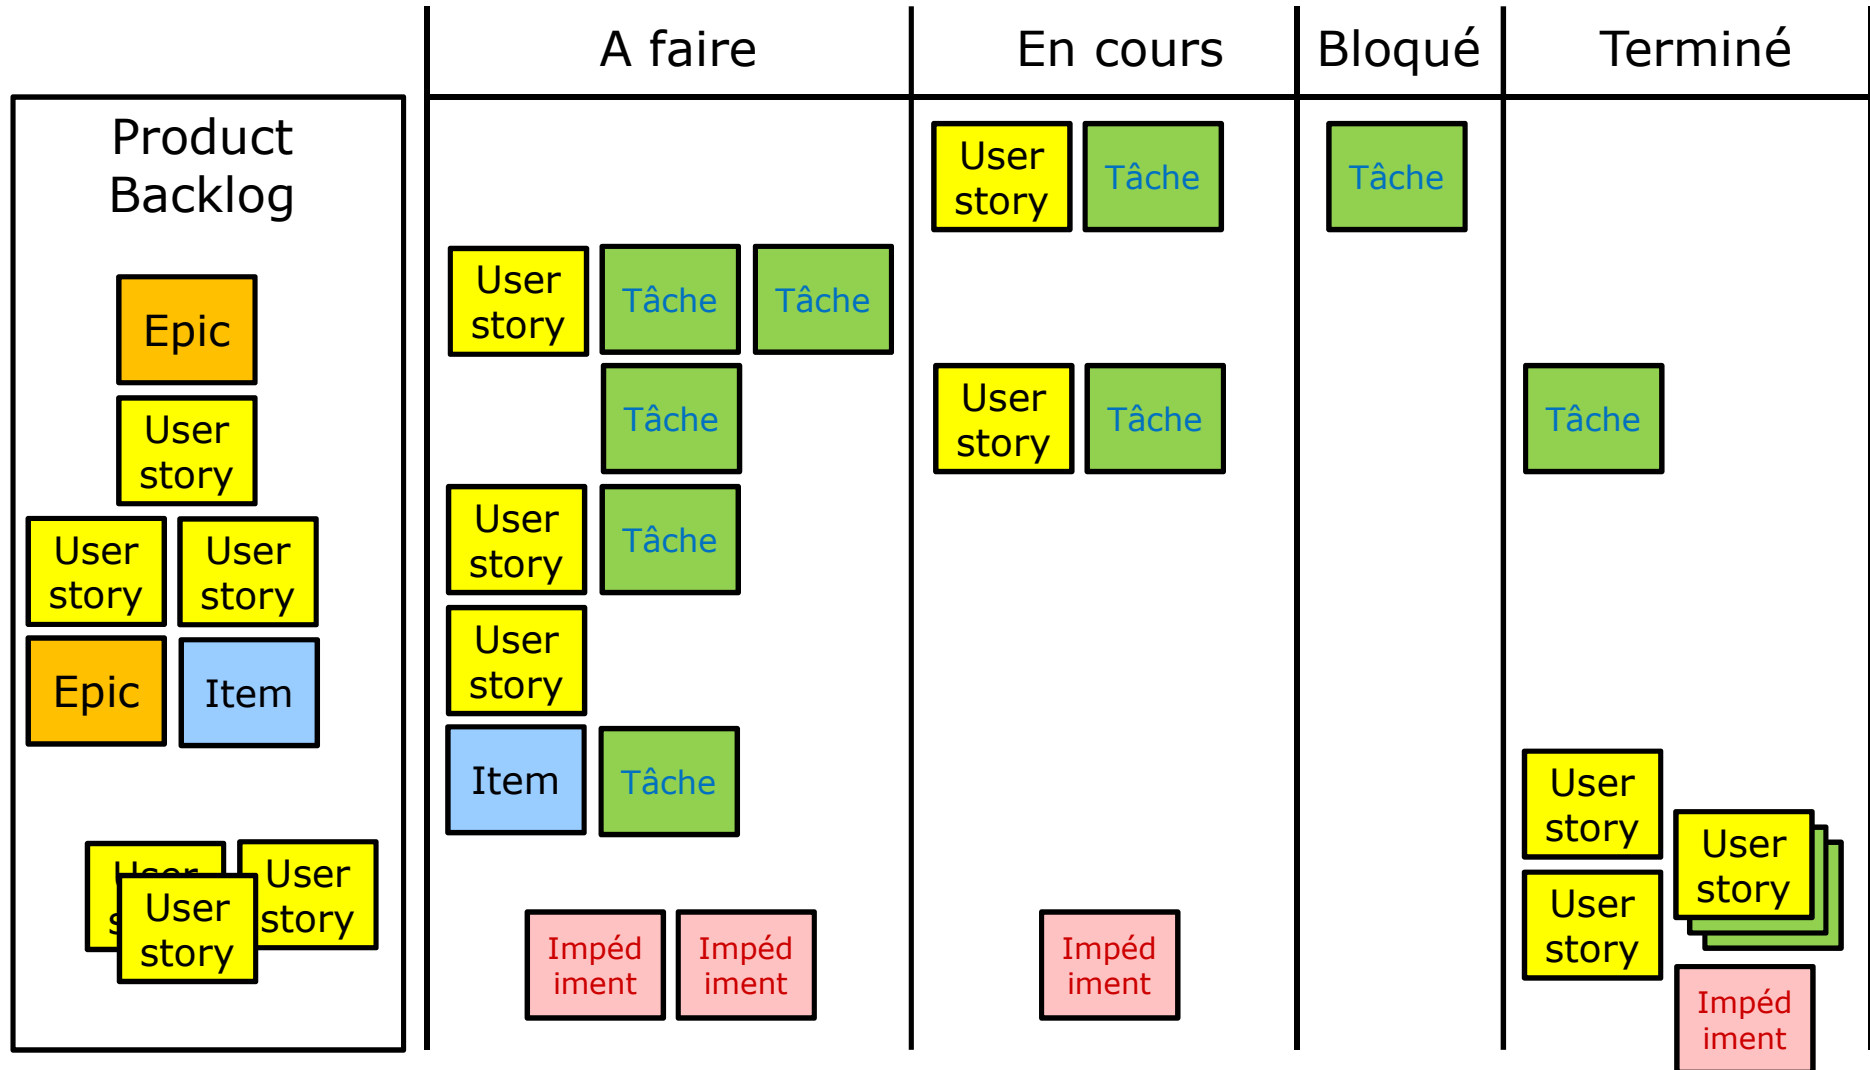 A faire
En cours
Bloqué
Terminé
Product
Backlog
Epic
User
story
User
story
User
story
Epic
Item
User
story
User
story
User
story
Tâche
Tâche
Tâche
User
story
Tâche
User
story
Item
Tâche
Impéd
iment
Impéd
iment
User
story
Tâche
User
story
Tâche
Impéd
iment
Tâche
Tâche
User
story
User
story
User
story
Impéd
iment